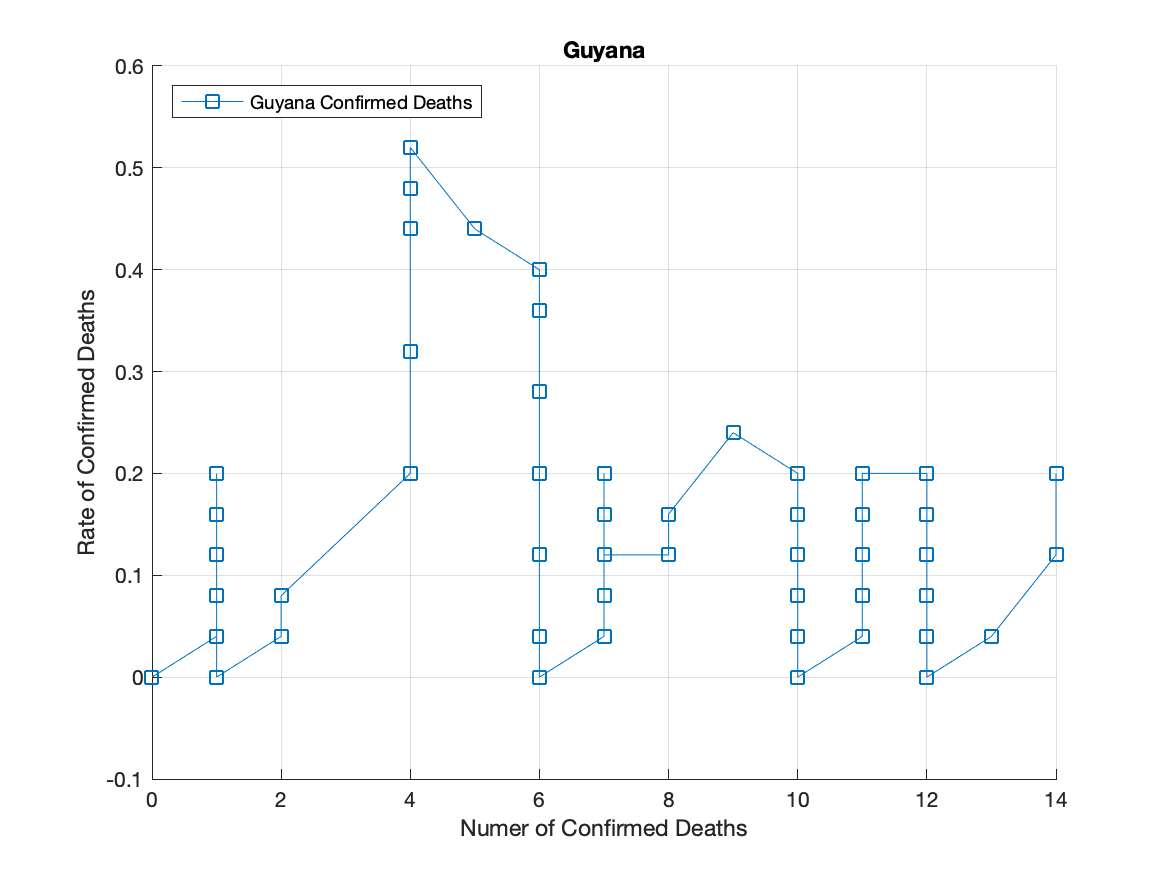 Guyana
Guyana Confirmed Deaths
0.6
0.5
0.4
0.3
0.2
0.1
0
-0.1
Rate of Confirmed Deaths
0 2 4 6 8 10 12 14
Numer of Confirmed Deaths